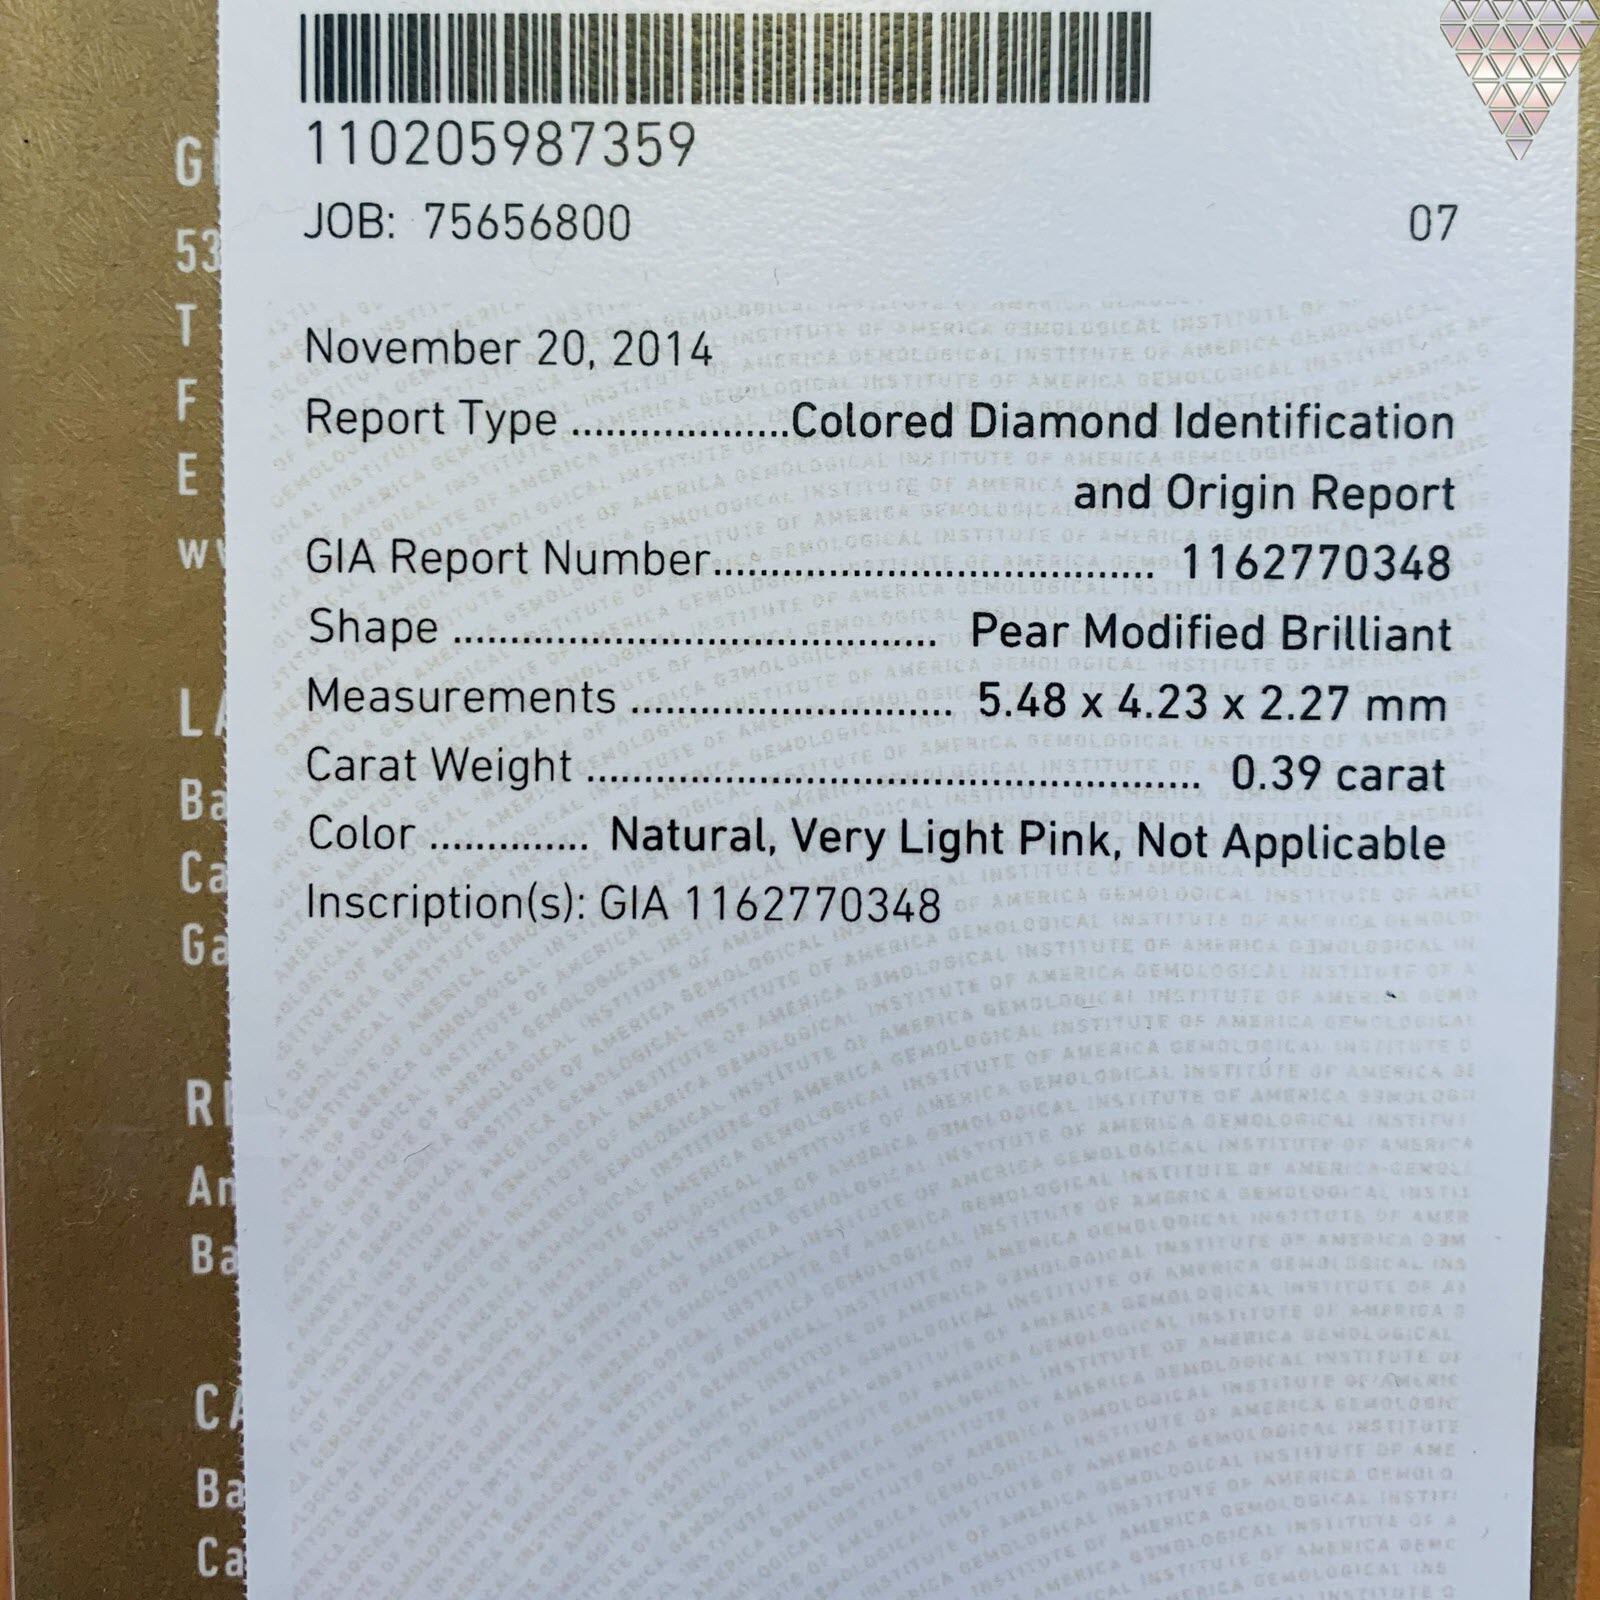 110205987359
JOB: 75656800 07
November 20, 2014
Report Type ...................Colored Diamond Identification
and Origin Report
GIA Report Number...................................... 1162770348
Shape .......................................... Pear Modified Brilliant
Measurements ............................ 5.48 x 4.23 x 2.27 mm
Carat Weight ..................................................... 0.39 carat
Color .............. Natural, Very Light Pink, Not Applicable
Inscription(s): GIA 1162770348
53
T
F
E